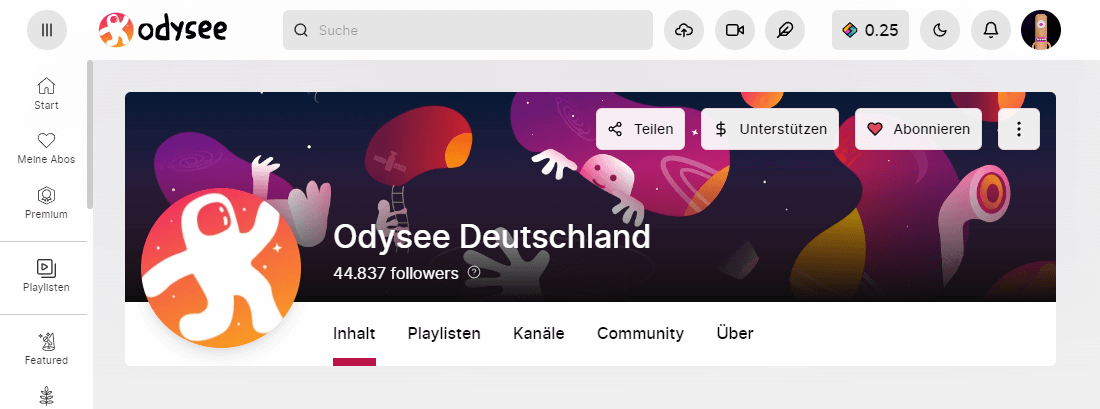 odysee
Suche
0.25
Start
Meine Abos
Premium
Playlisten
Featured
Teilen
Unterstützen
Abonnieren
Odysee Deutschland
44.837 followers
Inhalt Playlisten Kanäle Community Über